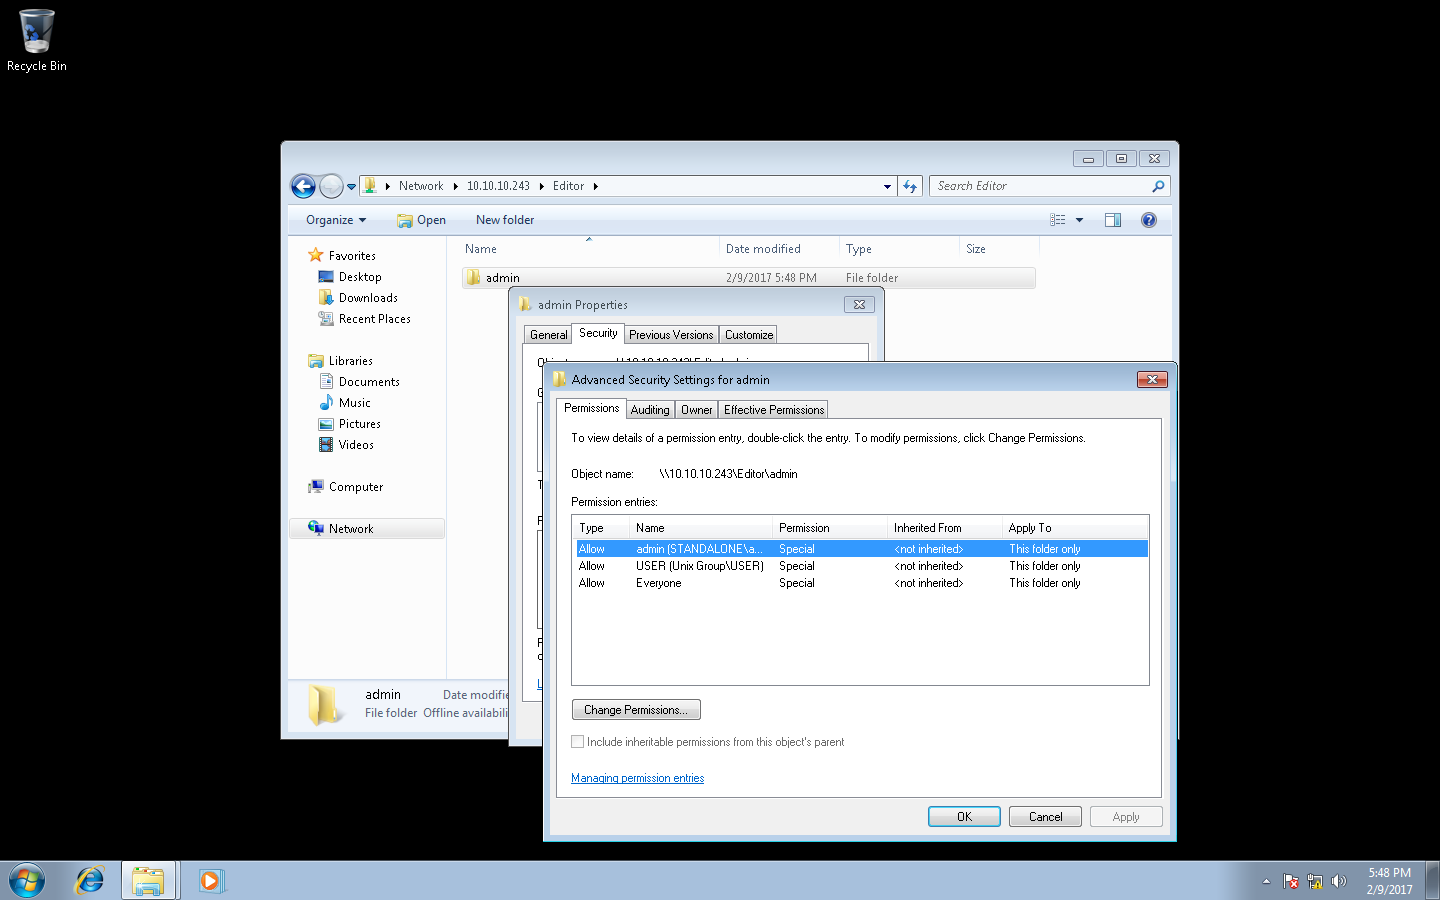 Recycle Bin
Network
10.10.10.243
Editor
Search Editor
Organize
Open
New folder
Name
Date modified
Type
Size
Favorites
Desktop
Downloads
Recent Places
Libraries
Documents
Music
Pictures
Videos
Computer
Network
admin
2/9/2017 5:48 PM
File folder
admin Properties
General
Security
Previous Versions
Customize
Advanced Security Settings for admin
Permissions
Auditing
Owner
Effective Permissions
To view details of a permission entry, double-click the entry. To modify permissions, click Change Permissions.
Object name: \\10.10.10.243\Editor\admin
Permission entries:
Type Name Permission Inherited From Apply To
Allow admin (STANDALONE\a... Special <not inherited> This folder only
Allow USER (Unix Group\USER) Special <not inherited> This folder only
Allow Everyone Special <not inherited> This folder only
Change Permissions...
Include inheritable permissions from this object's parent
Managing permission entries
OK
Cancel
Apply
admin
Date modifie
File folder
Offline availabili
5:48 PM
2/9/2017